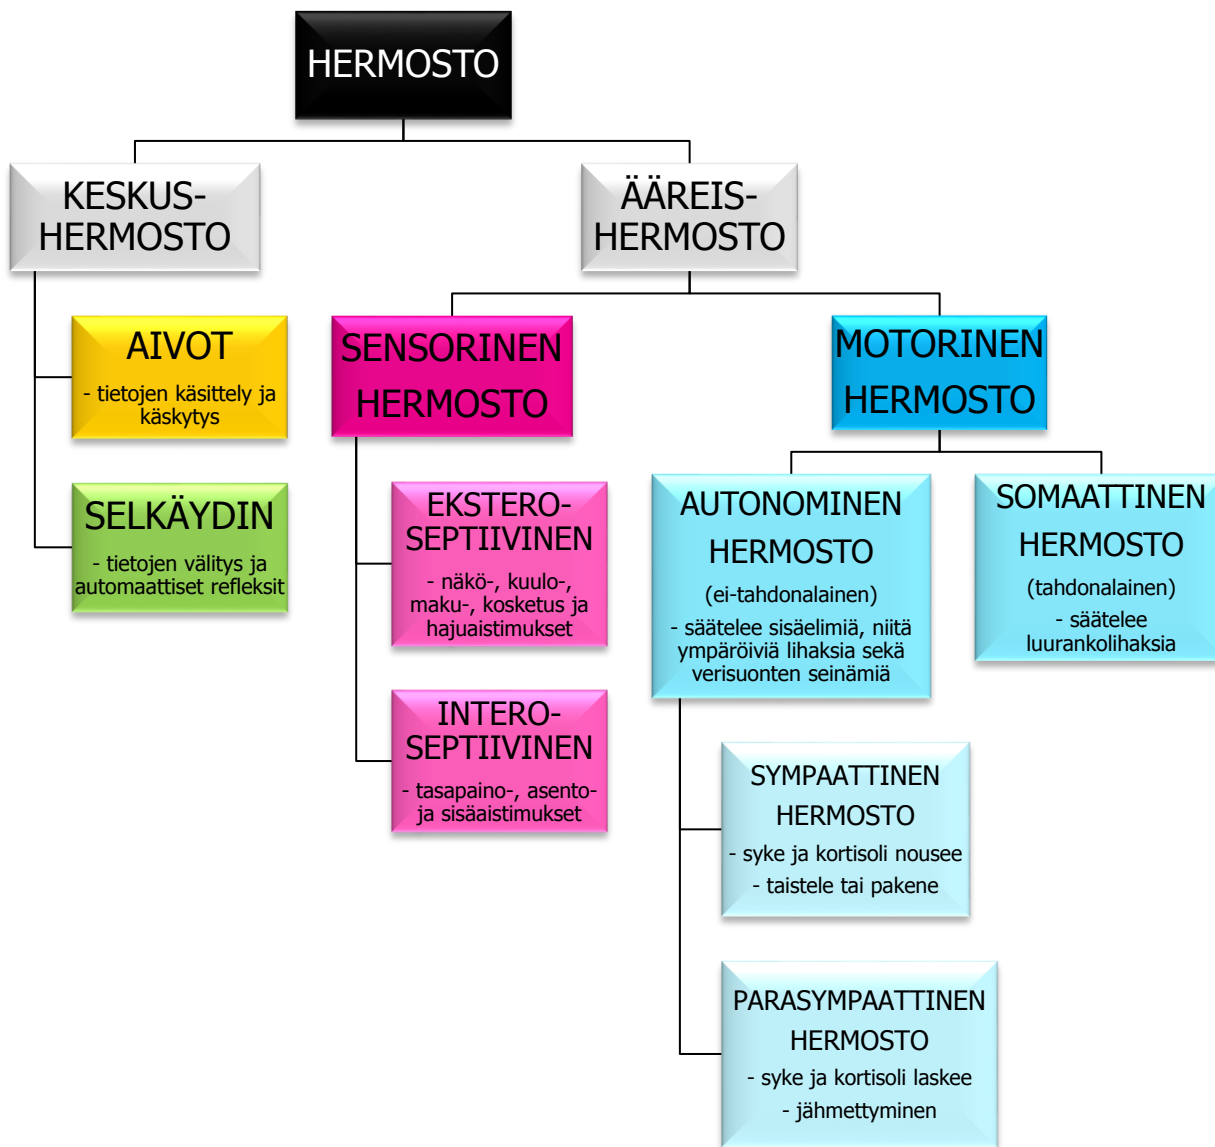 HERMOSTO
KESKUS-
HERMOSTO
ÄÄREIS-
HERMOSTO
AIVOT
- tietojen käsittely ja
käskytys
SELKÄYDIN
- tietojen välitys ja
automaattiset refleksit
SENSORINEN
HERMOSTO
EKSTERO-
SEPTIIVINEN
- näkö-, kuulo-,
maku-, kosketus ja
hajuaistimukset
INTERO-
SEPTIIVINEN
- tasapaino-, asento-
ja sisäaistimukset
MOTORINEN
HERMOSTO
AUTONOMINEN
HERMOSTO
(ei-tahdonalainen)
- säätelee sisäelimiä, niitä
ympäröiviä lihaksia sekä
verisuonten seinämiä
SYMPAATTINEN
HERMOSTO
- syke ja kortisoli nousee
- taistele tai pakene
PARASYMPAATTINEN
HERMOSTO
- syke ja kortisoli laskee
- jähmettyminen
SOMAATTINEN
HERMOSTO
(tahdonalainen)
- säätelee
luurankolihaksia